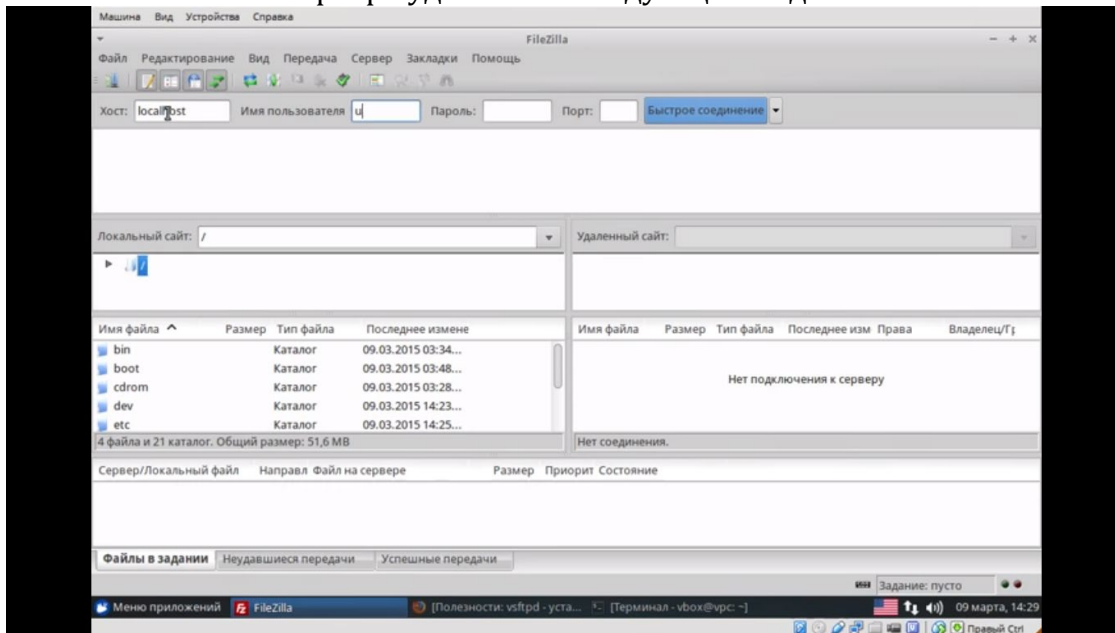 Машина Вид Устройства Справка
FileZilla
Файл Редактирование Вид Передача Сервер Закладки Помощь
Хост: localhost Имя пользователя u Пароль: Порт: Быстрое соединение
Локальный сайт: / Удаленный сайт:
/
Имя файла Размер Тип файла Последнее измене Имя файла Размер Тип файла Последнее изм Права Владелец/Гр
bin Каталог 09.03.2015 03:34...
boot Каталог 09.03.2015 03:48...
cdrom Каталог 09.03.2015 03:28...
dev Каталог 09.03.2015 14:23...
etc Каталог 09.03.2015 14:25...
Нет подключения к серверу
4 файла и 21 каталог. Общий размер: 51,6 MB Нет соединения.
Сервер/Локальный файл Направл Файл на сервере Размер Приорит Состояние
Файлы в задании Неудавшиеся передачи Успешные передачи
Задание: пусто
Меню приложений FileZilla [Полезности: vsftpd - уста... [Терминал - vbox@vpc: ~] 09 марта, 14:29
Правый Ctrl